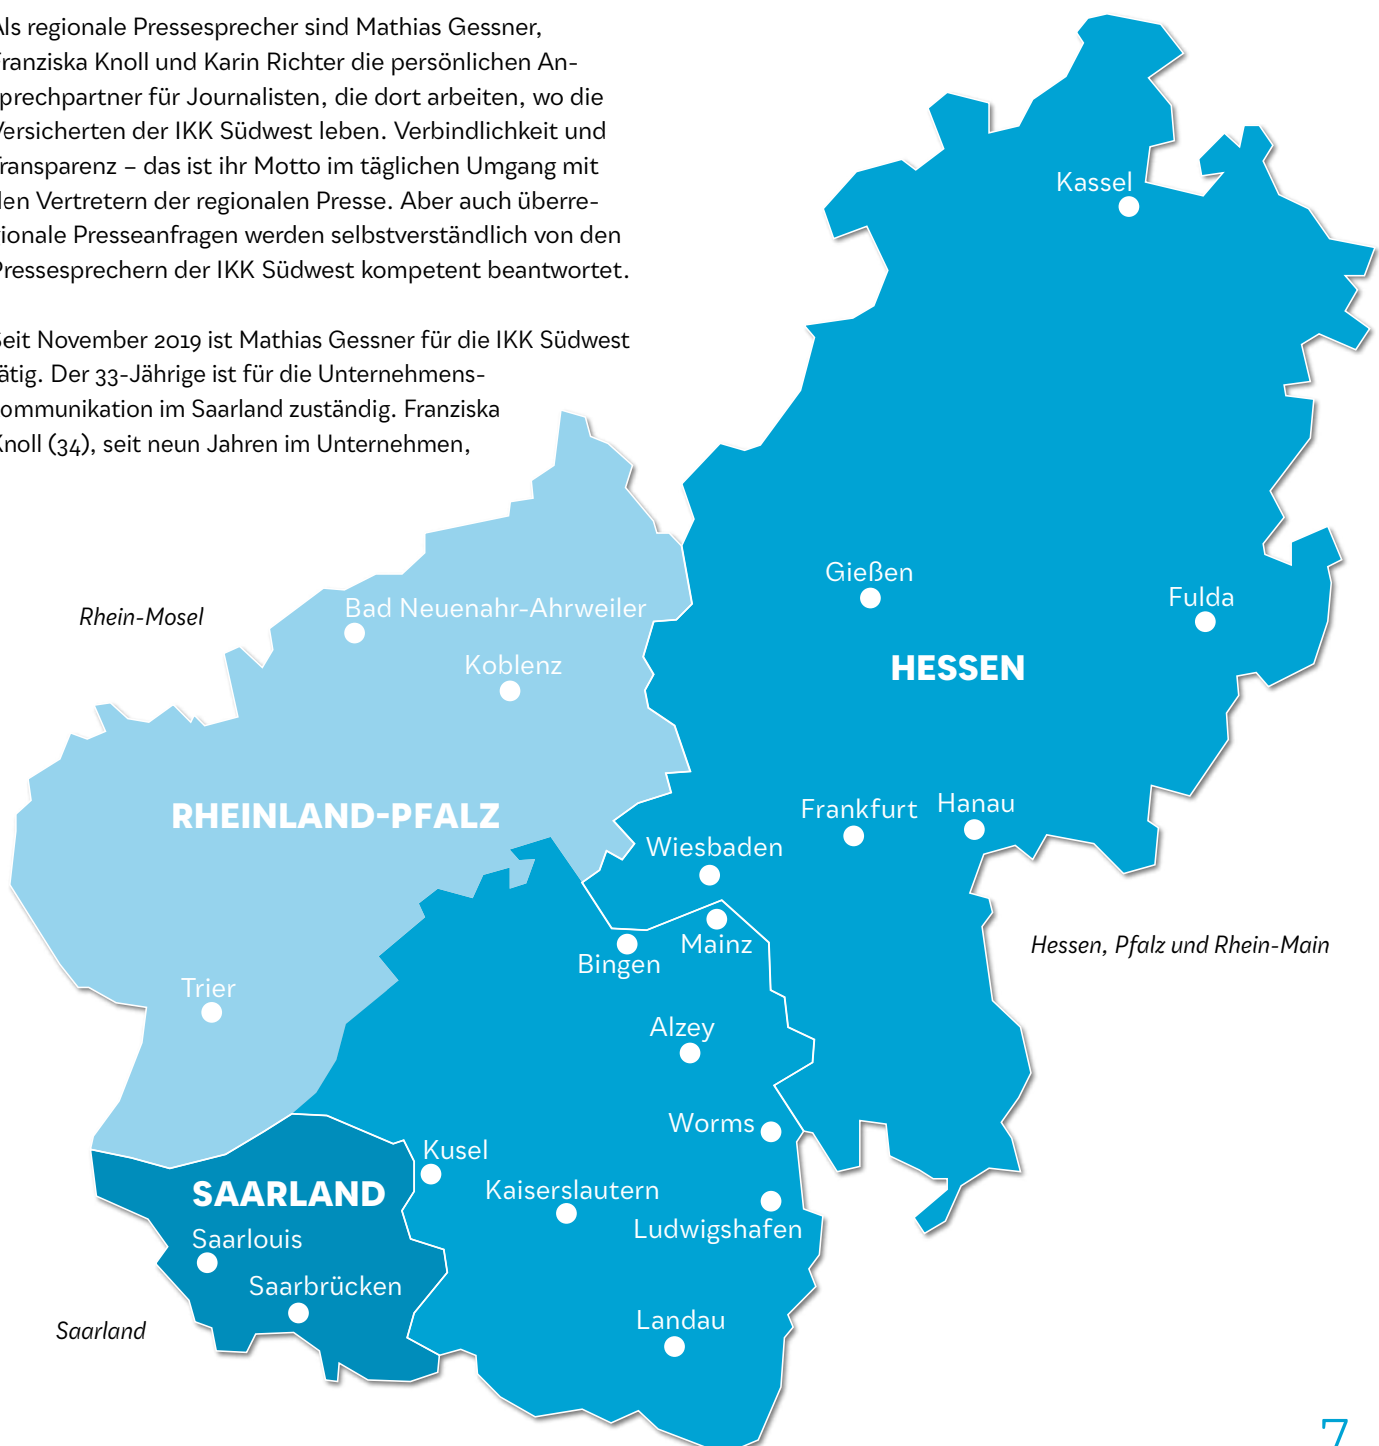 Als regionale Pressesprecher sind Mathias Gessner,
Franziska Knoll und Karin Richter die persönlichen An-
sprechpartner für Journalisten, die dort arbeiten, wo die
Versicherten der IKK Südwest leben. Verbindlichkeit und
Transparenz – das ist ihr Motto im täglichen Umgang mit
den Vertretern der regionalen Presse. Aber auch überre-
gionale Presseanfragen werden selbstverständlich von den
Pressesprechern der IKK Südwest kompetent beantwortet.
Seit November 2019 ist Mathias Gessner für die IKK Südwest
tätig. Der 33-Jährige ist für die Unternehmens-
kommunikation im Saarland zuständig. Franziska
Knoll (34), seit neun Jahren im Unternehmen,
Kassel
Gießen
Fulda
Rhein-Mosel
Bad Neuenahr-Ahrweiler
Koblenz
HESSEN
RHEINLAND-PFALZ
Frankfurt
Hanau
Wiesbaden
Mainz
Bingen
Hessen, Pfalz und Rhein-Main
Trier
Alzey
Worms
Kusel
SAARLAND
Kaiserslautern
Ludwigshafen
Saarlouis
Saarbrücken
Saarland
Landau
7